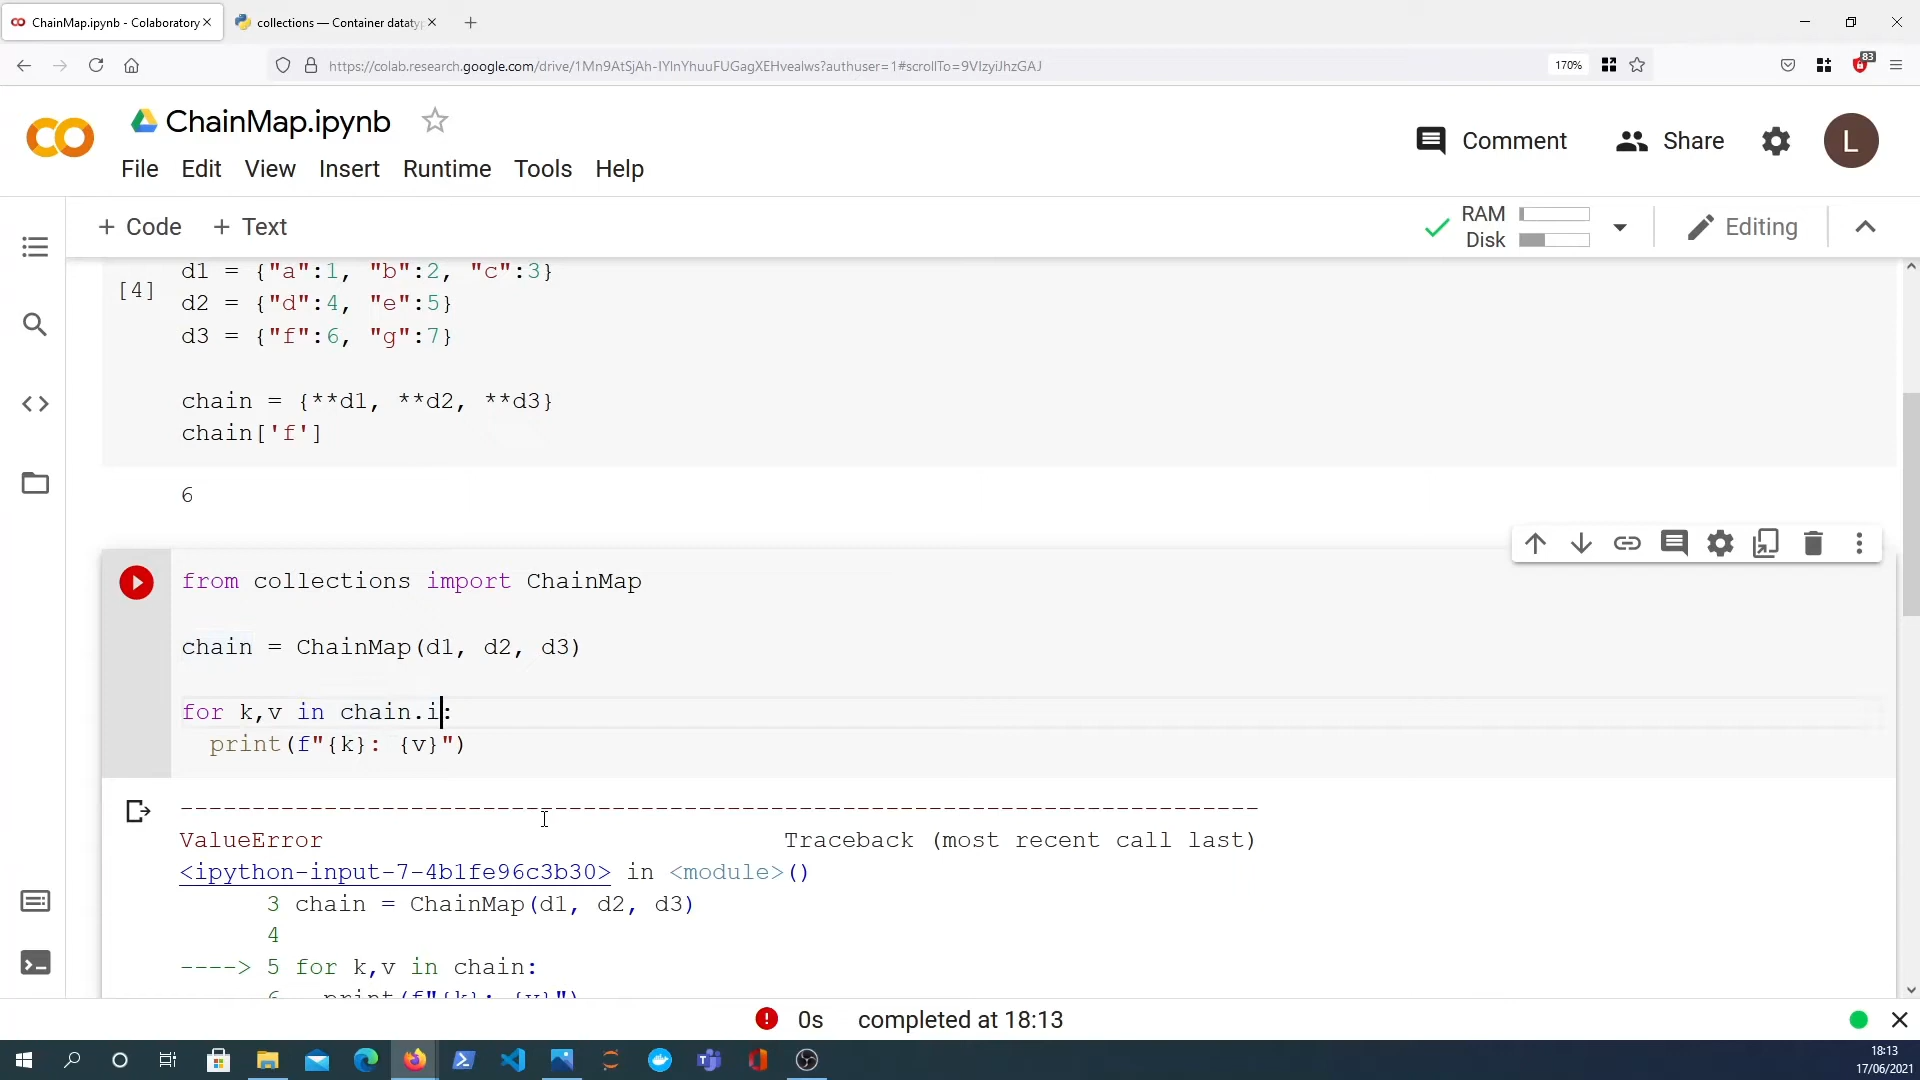 ChainMap.ipynb - Colaboratory
collections — Container datatyp
https://colab.research.google.com/drive/1Mn9AtSjAh-IYlnYhuuFUGagXEHvealws?authuser=1#scrollTo=9VIzyiJhzGAJ
170%
83
ChainMap.ipynb
File Edit View Insert Runtime Tools Help
Comment
Share
L
+ Code + Text
RAM
Disk
Editing
[4]
d1 = {"a":1, "b":2, "c":3}
d2 = {"d":4, "e":5}
d3 = {"f":6, "g":7}
chain = {**d1, **d2, **d3}
chain['f']
6
from collections import ChainMap
chain = ChainMap(d1, d2, d3)
for k,v in chain.i:
print(f"{k}: {v}")
---------------------------------------------------------------------------
ValueError Traceback (most recent call last)
<ipython-input-7-4b1fe96c3b30> in <module>()
3 chain = ChainMap(d1, d2, d3)
4
----> 5 for k,v in chain:
6 print(f"{k}: {v}")
0s completed at 18:13
18:13
17/06/2021